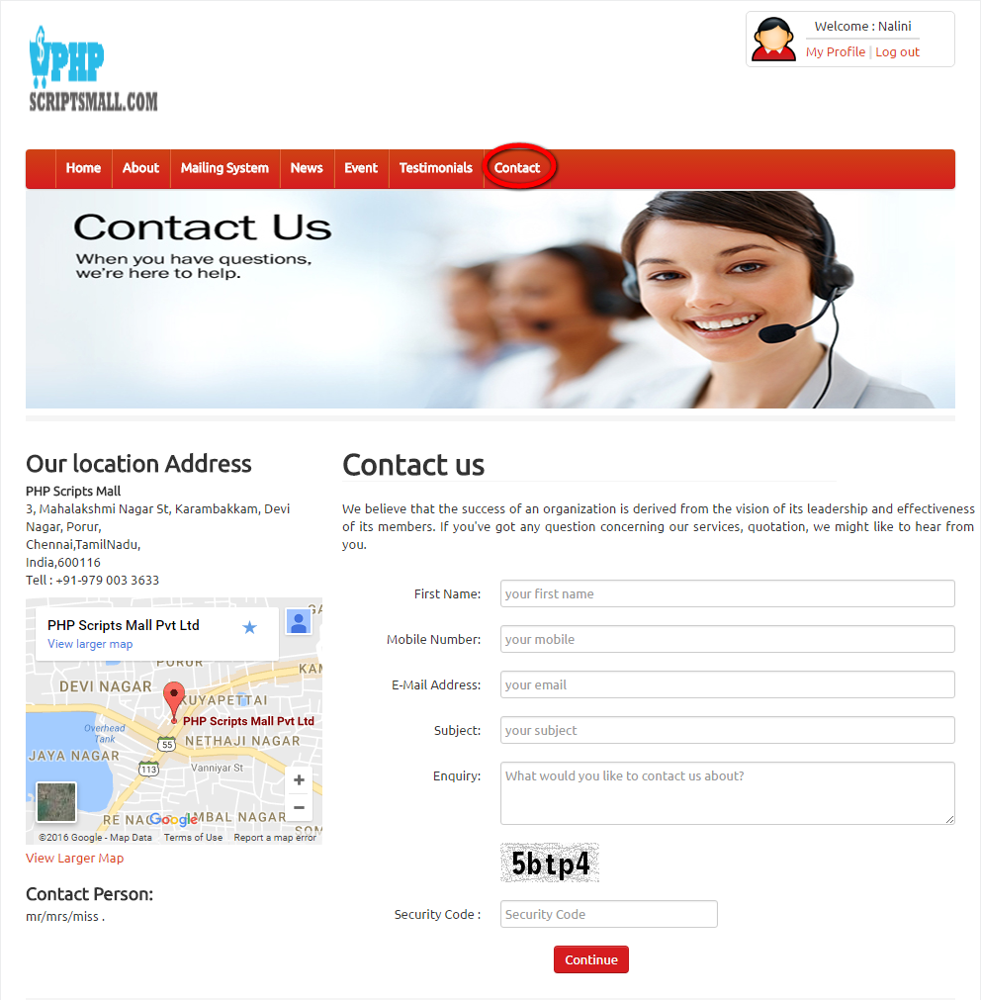 PHP
SCRIPTSMALL.COM
Welcome : Nalini
My Profile | Log out
Home About Mailing System News Event Testimonials Contact
Contact Us
When you have questions,
we're here to help.
Our location Address
PHP Scripts Mall
3, Mahalakshmi Nagar St, Karambakkam, Devi
Nagar, Porur,
Chennai,TamilNadu,
India,600116
Tell : +91-979 003 3633
PHP Scripts Mall Pvt Ltd
View larger map
PORUR
KAN
DEVI NAGAR
KUYAPETTAI
PHP Scripts Mall Pvt Ltd
Overhead
Tank
55
NETHAJI NAGAR
JAYA NAGAR
Vanniyar St
113
+
−
RE NAG
Google
MBAL NAGAR
SOM
©2016 Google - Map Data Terms of Use Report a map error
View Larger Map
Contact Person:
mr/mrs/miss .
Contact us
We believe that the success of an organization is derived from the vision of its leadership and effectiveness
of its members. If you've got any question concerning our services, quotation, we might like to hear from
you.
First Name: your first name
Mobile Number: your mobile
E-Mail Address: your email
Subject: your subject
Enquiry: What would you like to contact us about?
5btp4
Security Code : Security Code
Continue